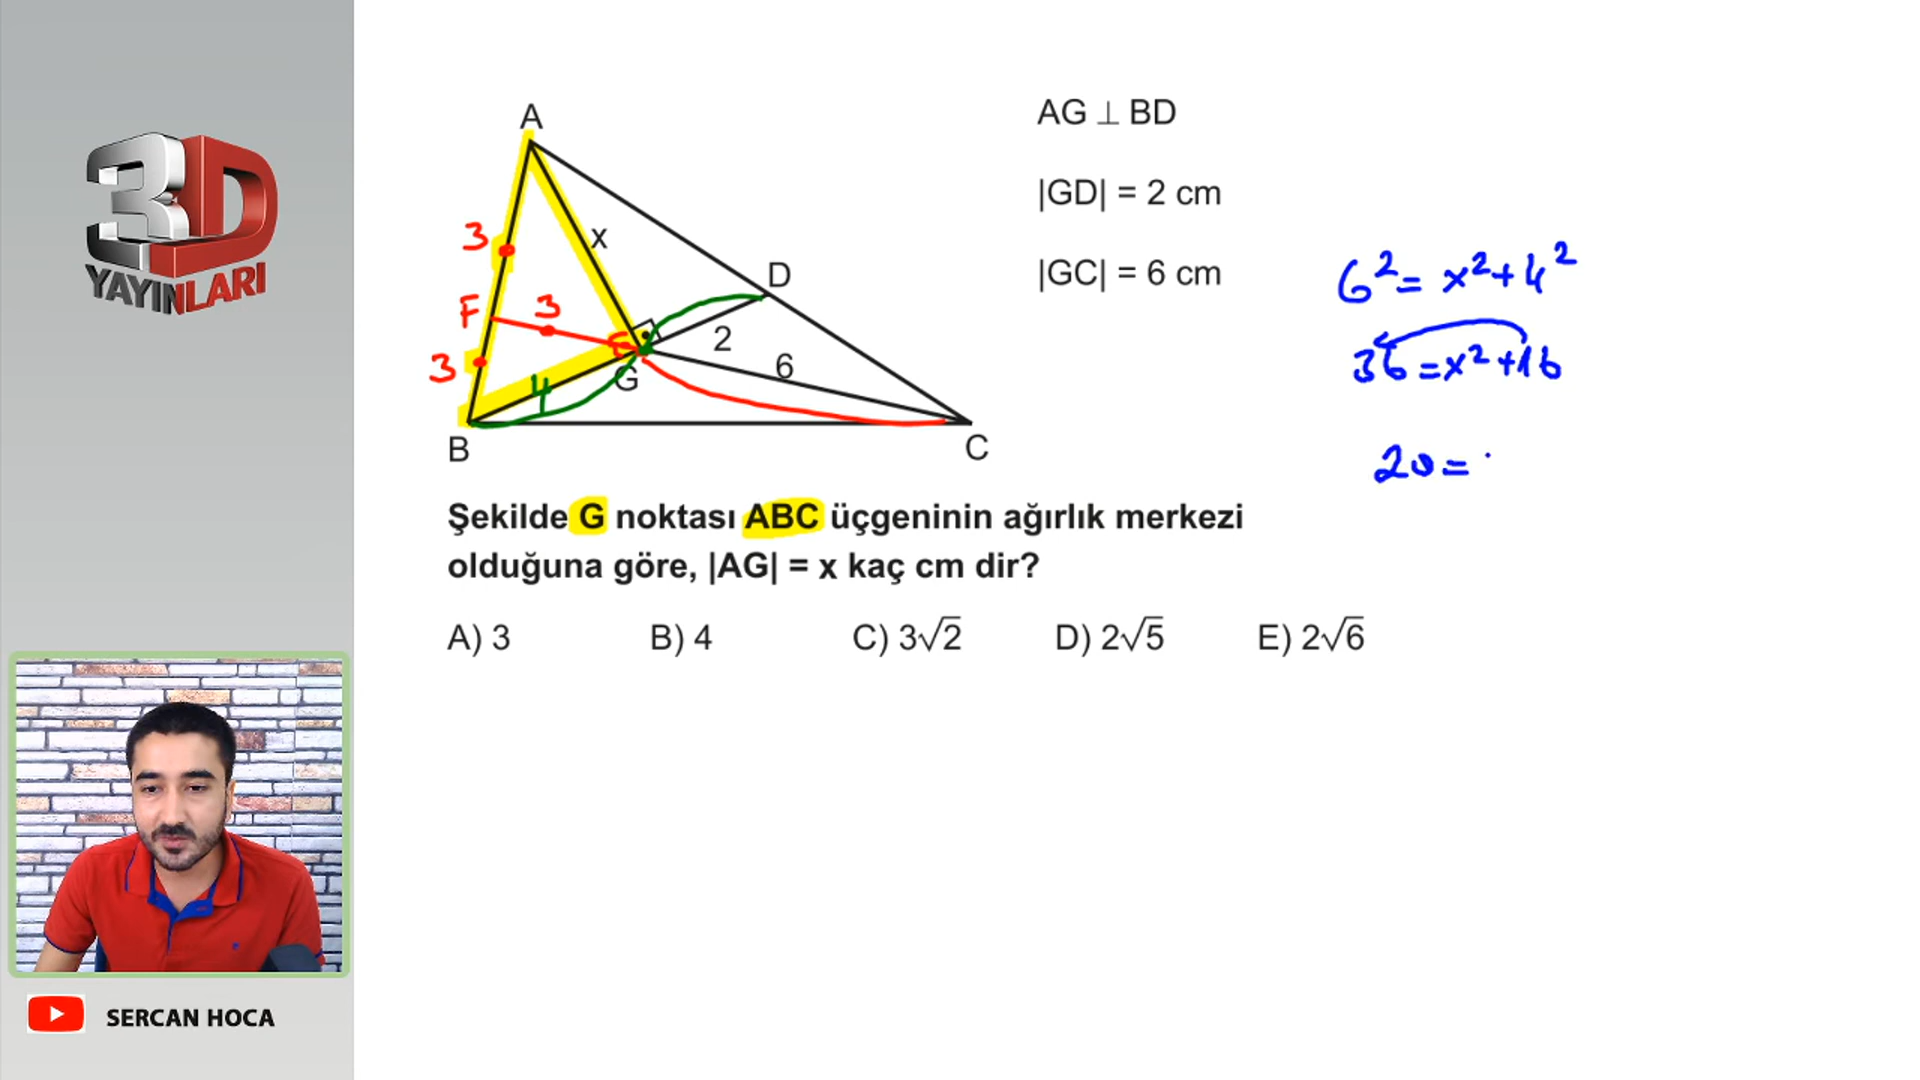 3D
YAYINLARI
A
x
D
3
F
3
3
2
6
4
G
B
C
AG ⊥ BD
|GD| = 2 cm
|GC| = 6 cm
6² = x² + 4²
36 = x² + 16
20 =
Şekilde G noktası ABC üçgeninin ağırlık merkezi
olduğuna göre, |AG| = x kaç cm dir?
A) 3 B) 4 C) 3√2 D) 2√5 E) 2√6
SERCAN HOCA